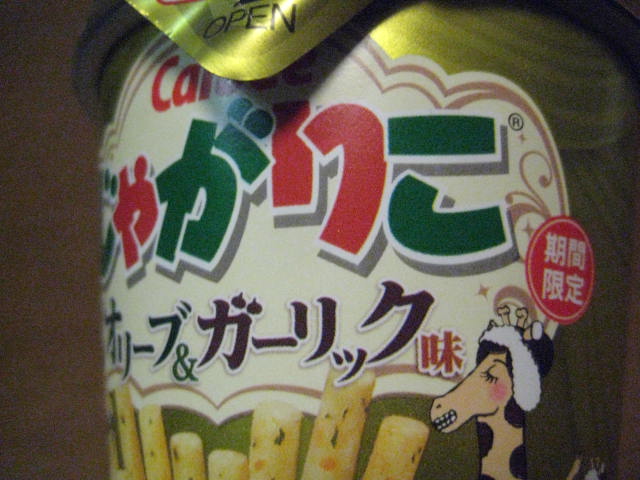 OPEN
Calbee
じゃがりこ®
期間
限定
オリーブ&ガーリック味